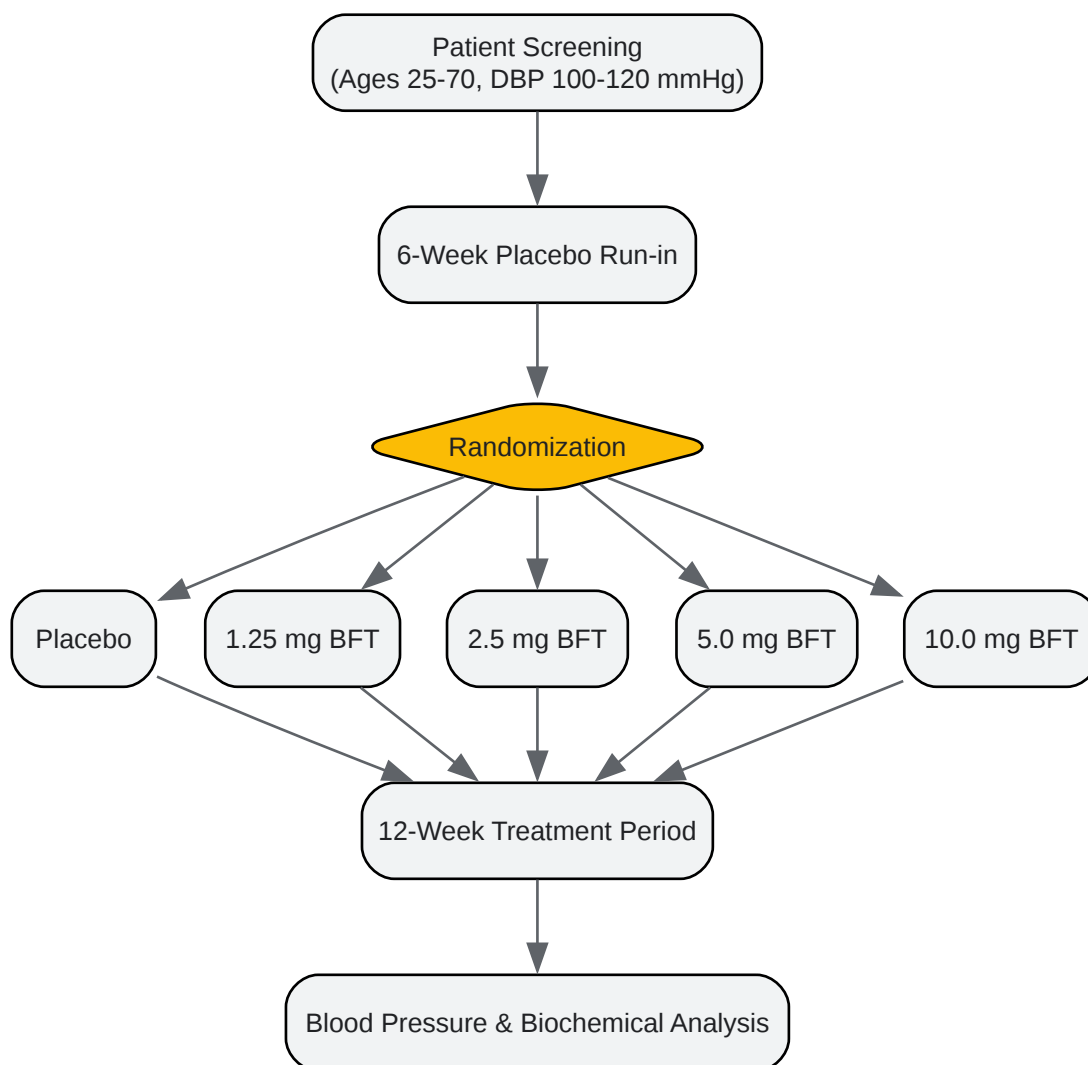 Patient Screening
(Ages 25-70, DBP 100-120 mmHg)
6-Week Placebo Run-in
Randomization
Placebo
1.25 mg BFT
2.5 mg BFT
5.0 mg BFT
10.0 mg BFT
12-Week Treatment Period
Blood Pressure & Biochemical Analysis